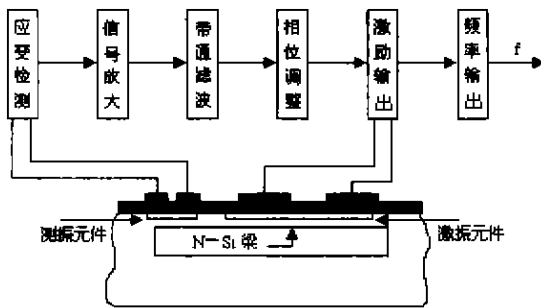 应变检测
信号放大
带通滤波
相位调整
激励输出
频率输出
f
测振元件
N-Si 梁
激振元件